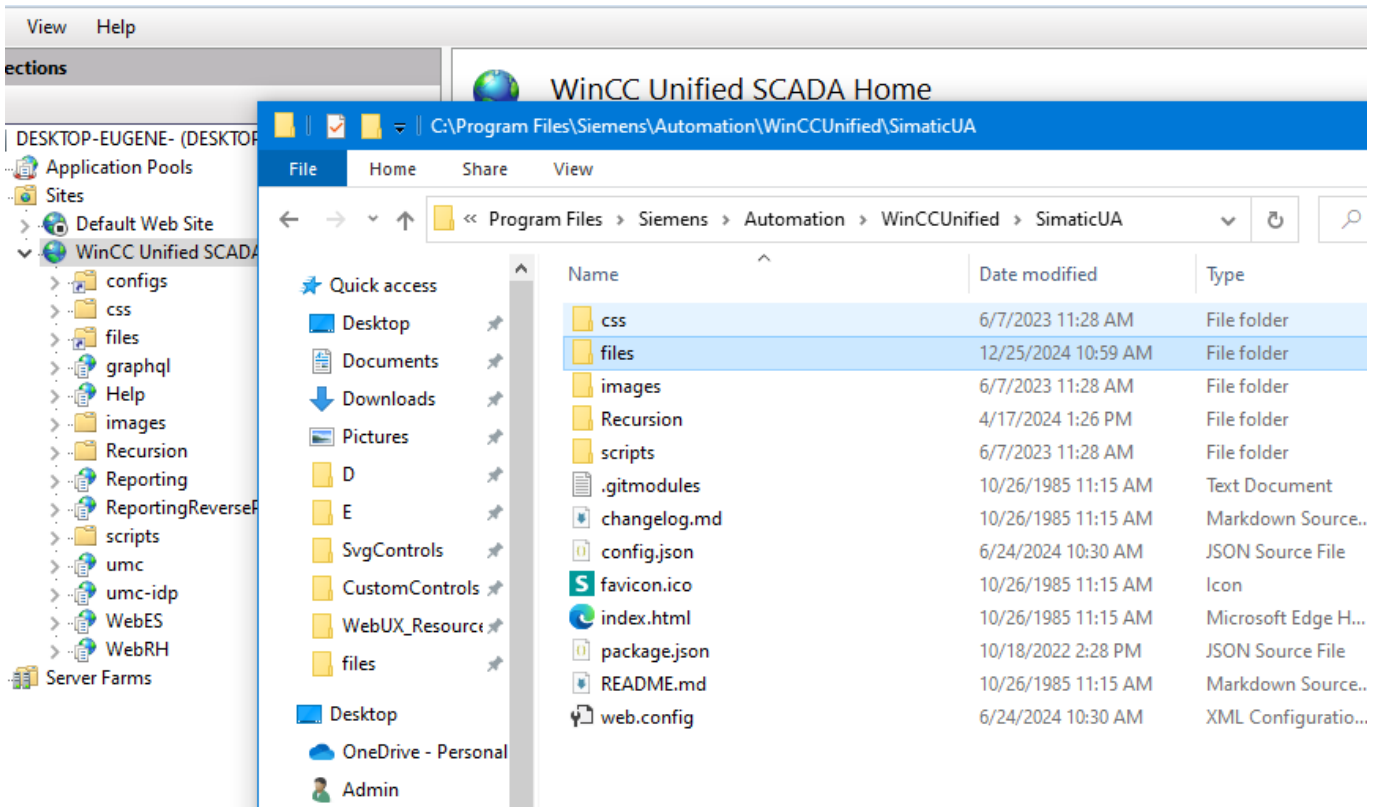 View Help
ections
WinCC Unified SCADA Home
DESKTOP-EUGENE- (DESKTOP
Application Pools
Sites
Default Web Site
WinCC Unified SCADA
configs
css
files
graphql
Help
images
Recursion
Reporting
ReportingReverseP
scripts
umc
umc-idp
WebES
WebRH
Server Farms
C:\Program Files\Siemens\Automation\WinCCUnified\SimaticUA
File Home Share View
« Program Files > Siemens > Automation > WinCCUnified > SimaticUA
Quick access
Desktop
Documents
Downloads
Pictures
D
E
SvgControls
CustomControls
WebUX_Resource
files
Desktop
OneDrive - Personal
Admin
Name Date modified Type
css 6/7/2023 11:28 AM File folder
files 12/25/2024 10:59 AM File folder
images 6/7/2023 11:28 AM File folder
Recursion 4/17/2024 1:26 PM File folder
scripts 6/7/2023 11:28 AM File folder
.gitmodules 10/26/1985 11:15 AM Text Document
changelog.md 10/26/1985 11:15 AM Markdown Source...
config.json 6/24/2024 10:30 AM JSON Source File
favicon.ico 10/26/1985 11:15 AM Icon
index.html 10/26/1985 11:15 AM Microsoft Edge H...
package.json 10/18/2022 2:28 PM JSON Source File
README.md 10/26/1985 11:15 AM Markdown Source...
web.config 6/24/2024 10:30 AM XML Configuratio...